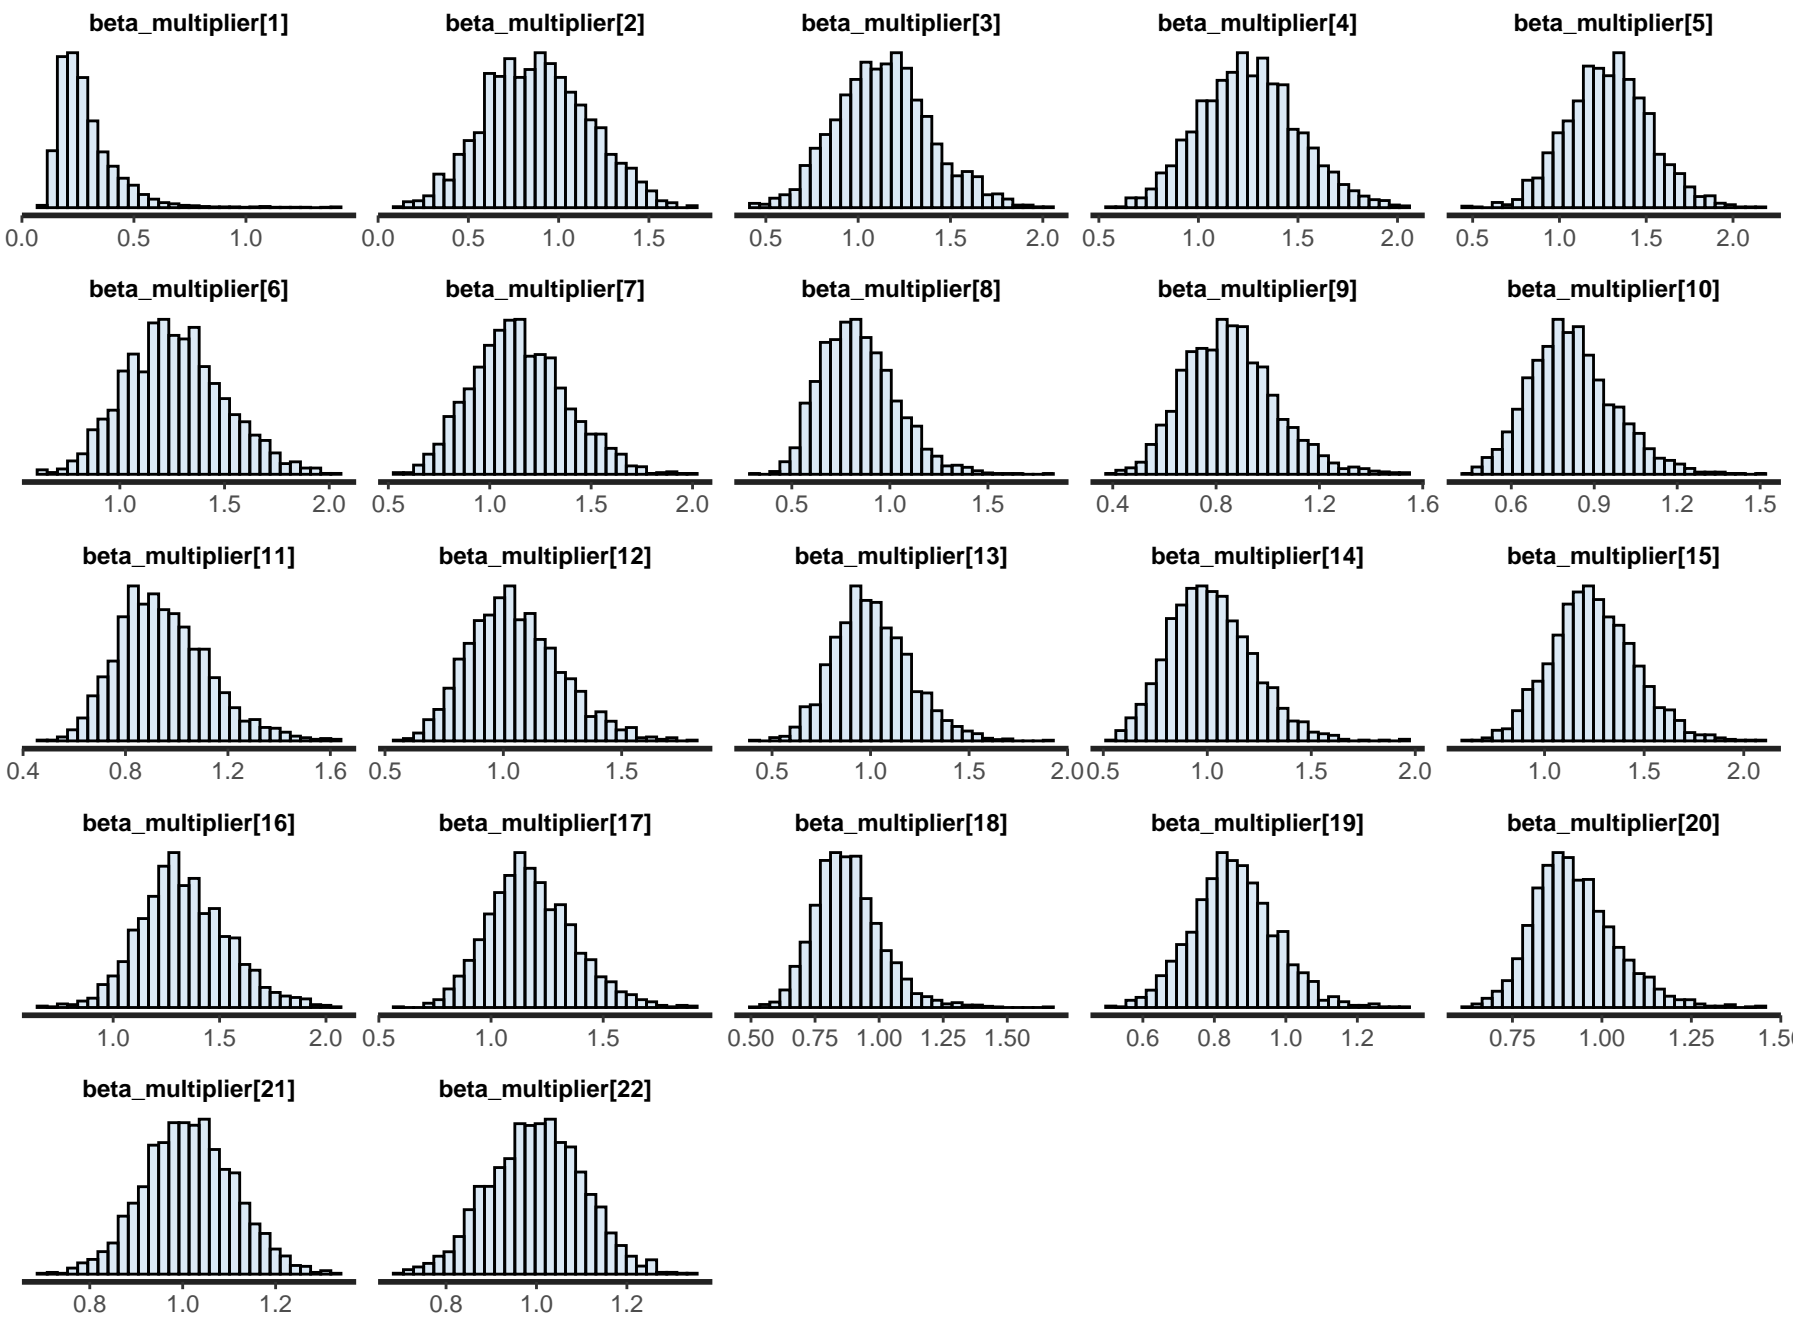 beta_multiplier[1] beta_multiplier[2] beta_multiplier[3] beta_multiplier[4] beta_multiplier[5]
0.0 0.5 1.0 0.0 0.5 1.0 1.5 0.5 1.0 1.5 2.0 0.5 1.0 1.5 2.0 0.5 1.0 1.5 2.0
beta_multiplier[6] beta_multiplier[7] beta_multiplier[8] beta_multiplier[9] beta_multiplier[10]
1.0 1.5 2.0 0.5 1.0 1.5 2.0 0.5 1.0 1.5 0.4 0.8 1.2 1.6 0.6 0.9 1.2 1.5
beta_multiplier[11] beta_multiplier[12] beta_multiplier[13] beta_multiplier[14] beta_multiplier[15]
0.4 0.8 1.2 1.6 0.5 1.0 1.5 0.5 1.0 1.5 2.0 0.5 1.0 1.5 2.0 1.0 1.5 2.0
beta_multiplier[16] beta_multiplier[17] beta_multiplier[18] beta_multiplier[19] beta_multiplier[20]
1.0 1.5 2.0 0.5 1.0 1.5 0.50 0.75 1.00 1.25 1.50 0.6 0.8 1.0 1.2 0.75 1.00 1.25 1.50
beta_multiplier[21] beta_multiplier[22]
0.8 1.0 1.2 0.8 1.0 1.2